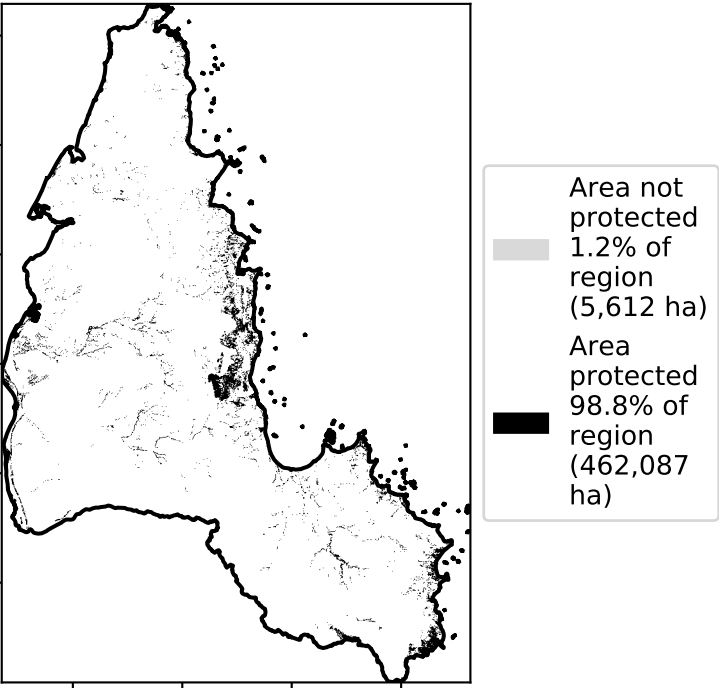 Area not
protected
1.2% of
region
(5,612 ha)
Area
protected
98.8% of
region
(462,087
ha)